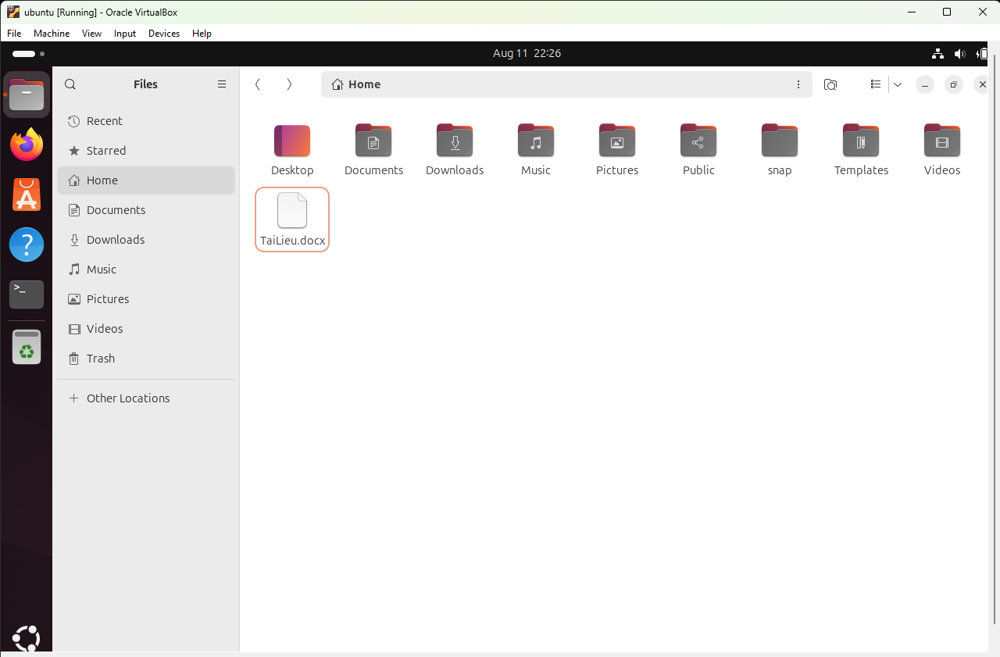 ubuntu [Running] - Oracle VirtualBox
File Machine View Input Devices Help
Aug 11 22:26
Files
Home
Recent
Starred
Home
Documents
Downloads
Music
Pictures
Videos
Trash
Other Locations
Desktop Documents Downloads Music Pictures Public snap Templates Videos
TaiLieu.docx